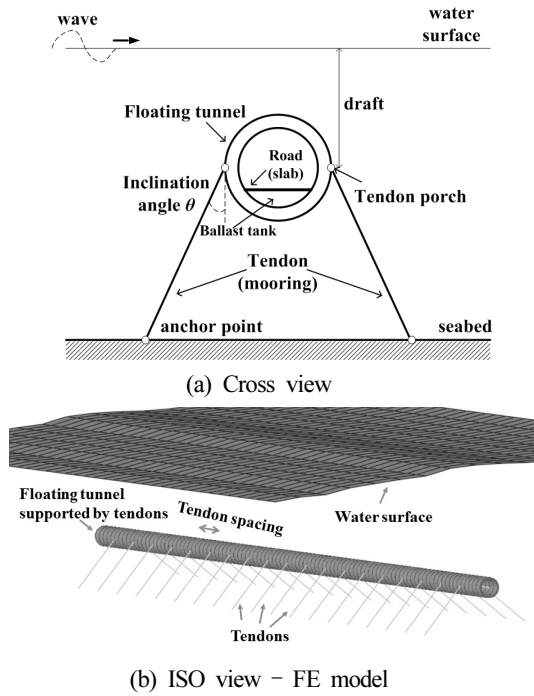 wave
water
surface
draft
Floating tunnel
Road
(slab)
Inclination
angle θ
Tendon porch
Ballast tank
Tendon
(mooring)
anchor point
seabed
(a) Cross view
Floating tunnel
supported by tendons
Tendon spacing
Water surface
Tendons
(b) ISO view - FE model